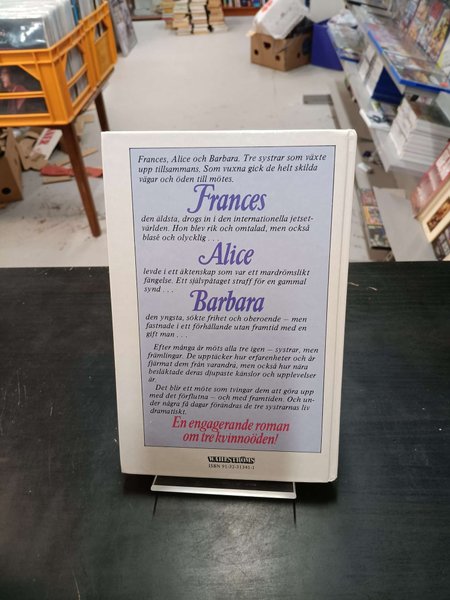 Frances, Alice och Barbara. Tre systrar som växte
upp tillsammans. Som vuxna gick de helt skilda
vägar och öden till mötes.
Frances
den äldsta, drogs in i den internationella jetset-
världen. Hon blev rik och omtalad, men också
blasé och olycklig . . .
Alice
levde i ett äktenskap som var ett mardrömslikt
fängelse. Ett självpåtaget straff för en gammal
synd . . .
Barbara
den yngsta, sökte frihet och oberoende – men
fastnade i ett förhållande utan framtid med en
gift man . . .
Efter många år möts alla tre igen – systrar, men
främlingar. De upptäcker hur erfarenheter och år
fjärmat dem från varandra, men också hur nära
besläktade deras djupaste känslor och upplevelser
är.
Det blir ett möte som tvingar dem att göra upp
med det förflutna – och med framtiden. Och un-
der några få dagar förändras de tre systrarnas liv
dramatiskt.
En engagerande roman
om tre kvinnoöden!
WAHLSTRÖMS
ISBN 91-32-31341-1